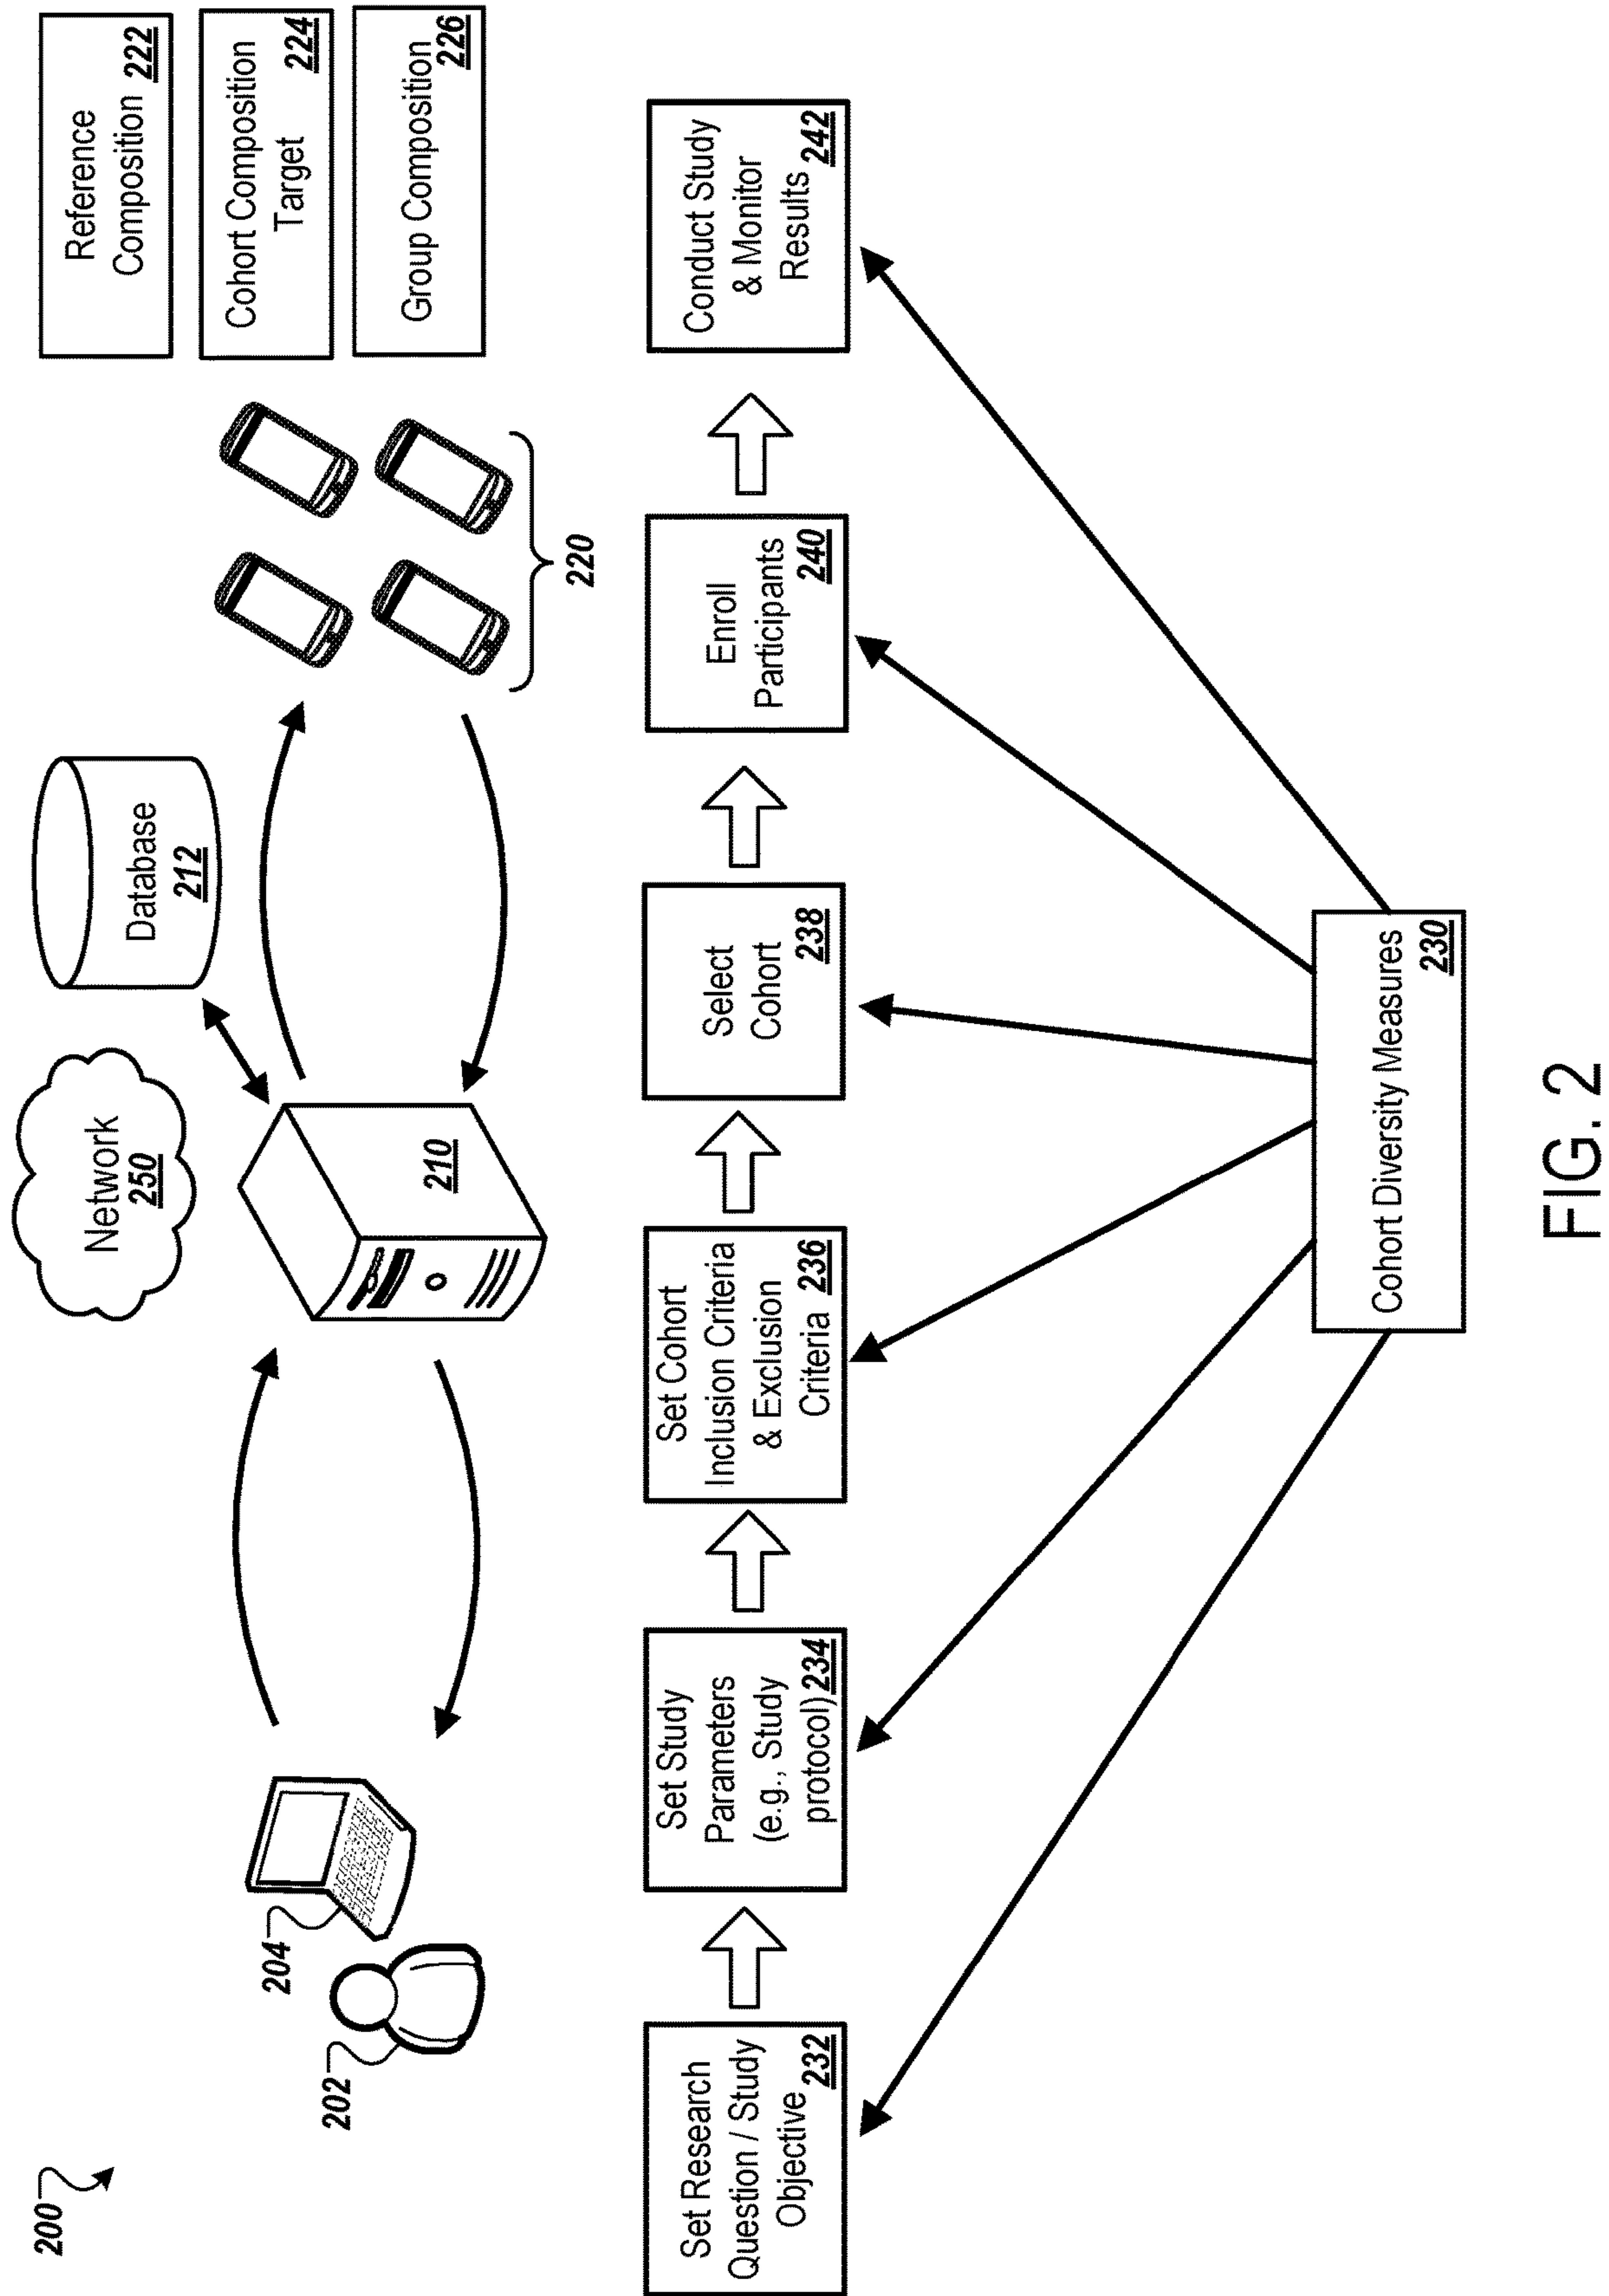 200
Network
250
Database
212
Reference
Composition 222
Cohort Composition
Target 224
Group Composition
226
202
204
210
220
Set Research
Question / Study
Objective 232
Set Study
Parameters
(e.g., Study
protocol) 234
Set Cohort
Inclusion Criteria
& Exclusion
Criteria 236
Select
Cohort 238
Enroll
Participants
240
Conduct Study
& Monitor
Results 242
Cohort Diversity Measures
230
FIG. 2